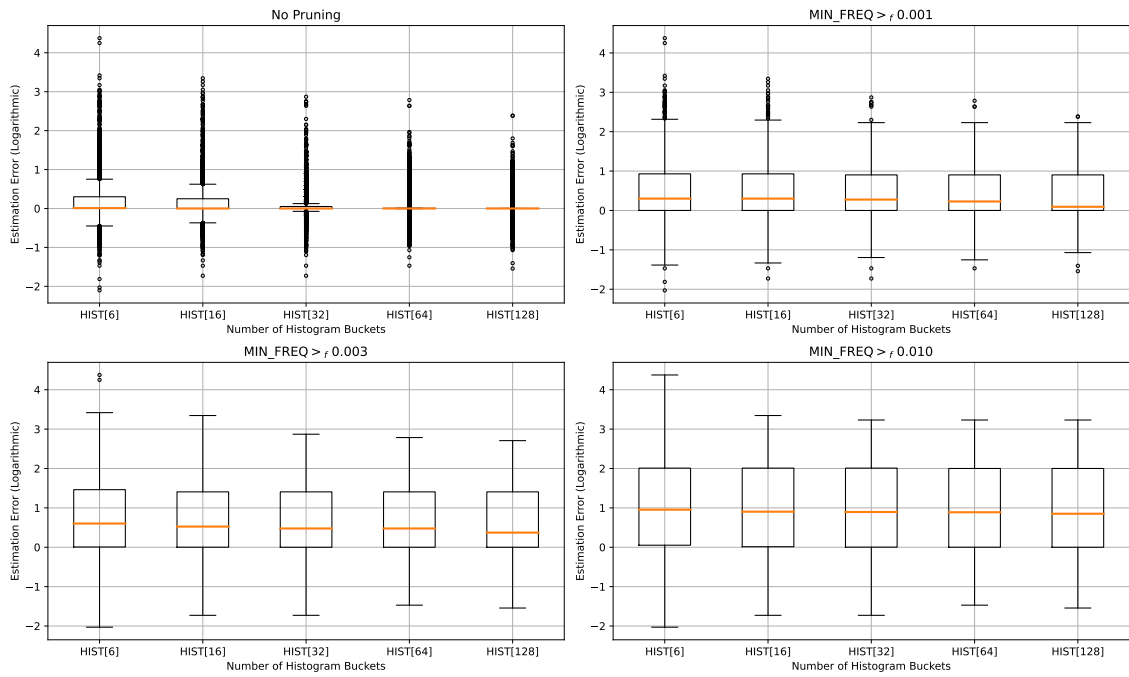 No Pruning
Estimation Error (Logarithmic)
4
3
2
1
0
−1
−2
HIST[6] HIST[16] HIST[32] HIST[64] HIST[128]
Number of Histogram Buckets
MIN_FREQ >f 0.001
Estimation Error (Logarithmic)
4
3
2
1
0
−1
−2
HIST[6] HIST[16] HIST[32] HIST[64] HIST[128]
Number of Histogram Buckets
MIN_FREQ >f 0.003
Estimation Error (Logarithmic)
4
3
2
1
0
−1
−2
HIST[6] HIST[16] HIST[32] HIST[64] HIST[128]
Number of Histogram Buckets
MIN_FREQ >f 0.010
Estimation Error (Logarithmic)
4
3
2
1
0
−1
−2
HIST[6] HIST[16] HIST[32] HIST[64] HIST[128]
Number of Histogram Buckets